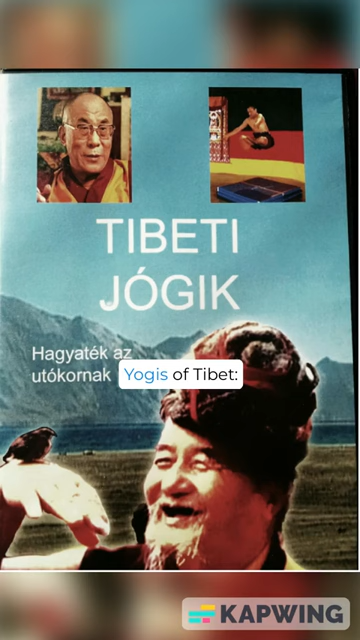 TIBETI
JÓGIK
Hagyaték az
utókornak
Yogis of Tibet:
KAPWING